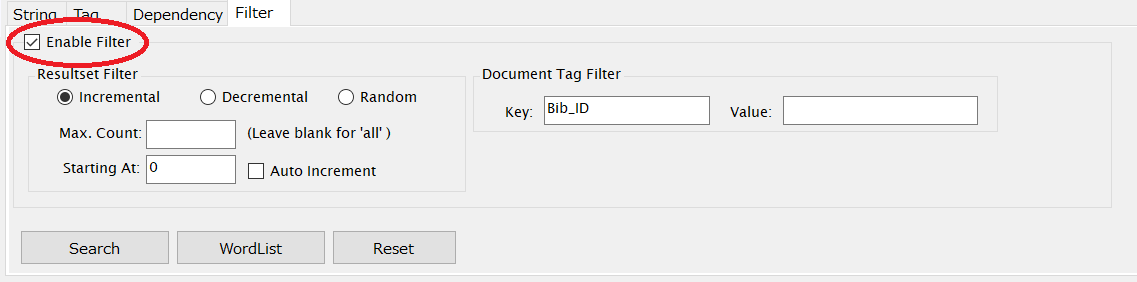 String Tag Dependency Filter
Enable Filter
Resultset Filter
Incremental Decremental Random
Max. Count: (Leave blank for 'all' )
Starting At: 0 Auto Increment
Document Tag Filter
Key: Bib_ID Value:
Search WordList Reset